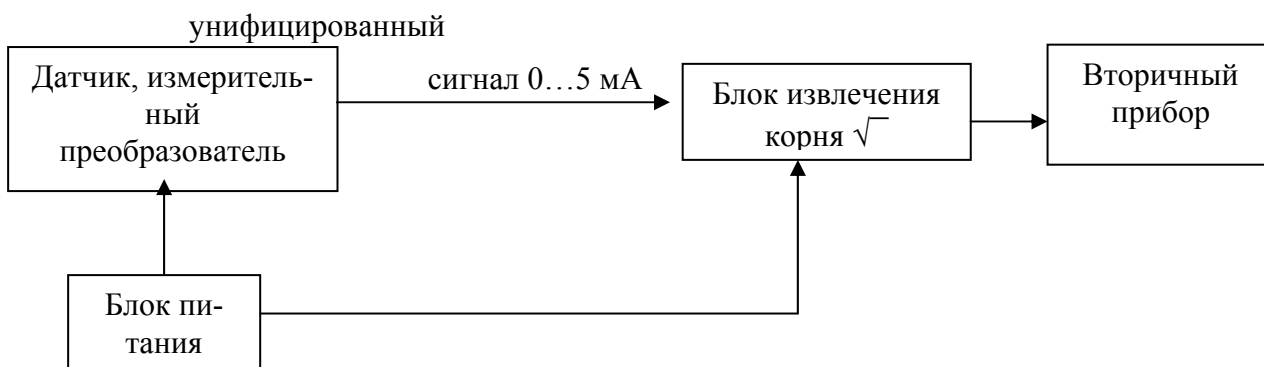 унифицированный
Датчик, измеритель-
ный
преобразователь
сигнал 0…5 мА
Блок извлечения
корня √
Вторичный
прибор
Блок пи-
тания